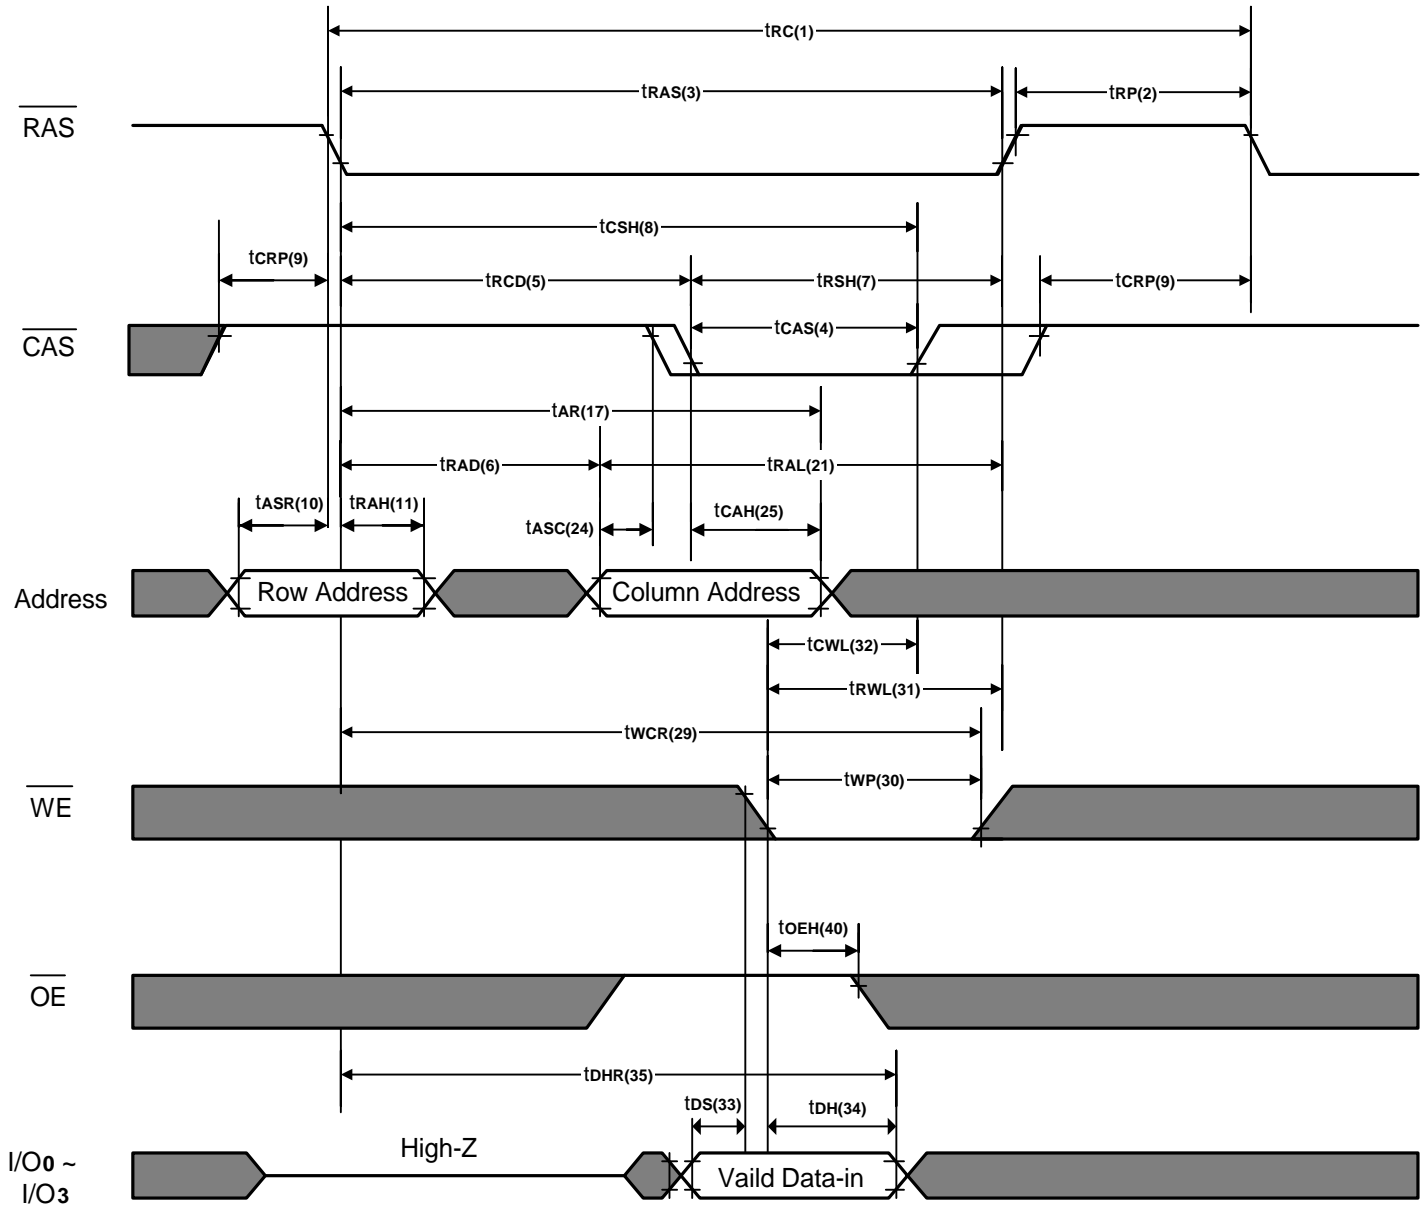 tRC(1)
tRAS(3)
tRP(2)
RAS
tCSH(8)
tCRP(9)
tRCD(5)
tRSH(7)
tCRP(9)
tCAS(4)
CAS
tAR(17)
tRAD(6)
tRAL(21)
tASR(10)
tRAH(11)
tASC(24)
tCAH(25)
Address
Row Address
Column Address
tCWL(32)
tRWL(31)
tWCR(29)
tWP(30)
WE
tOEH(40)
OE
tDHR(35)
tDS(33)
tDH(34)
High-Z
I/O0 ~
I/O3
Vaild Data-in